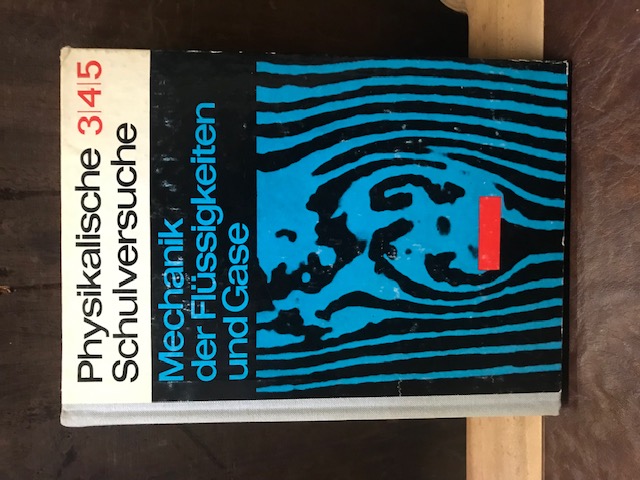 Physikalische 3|4|5
Schulversuche
Mechanik
der Flüssigkeiten
und Gase